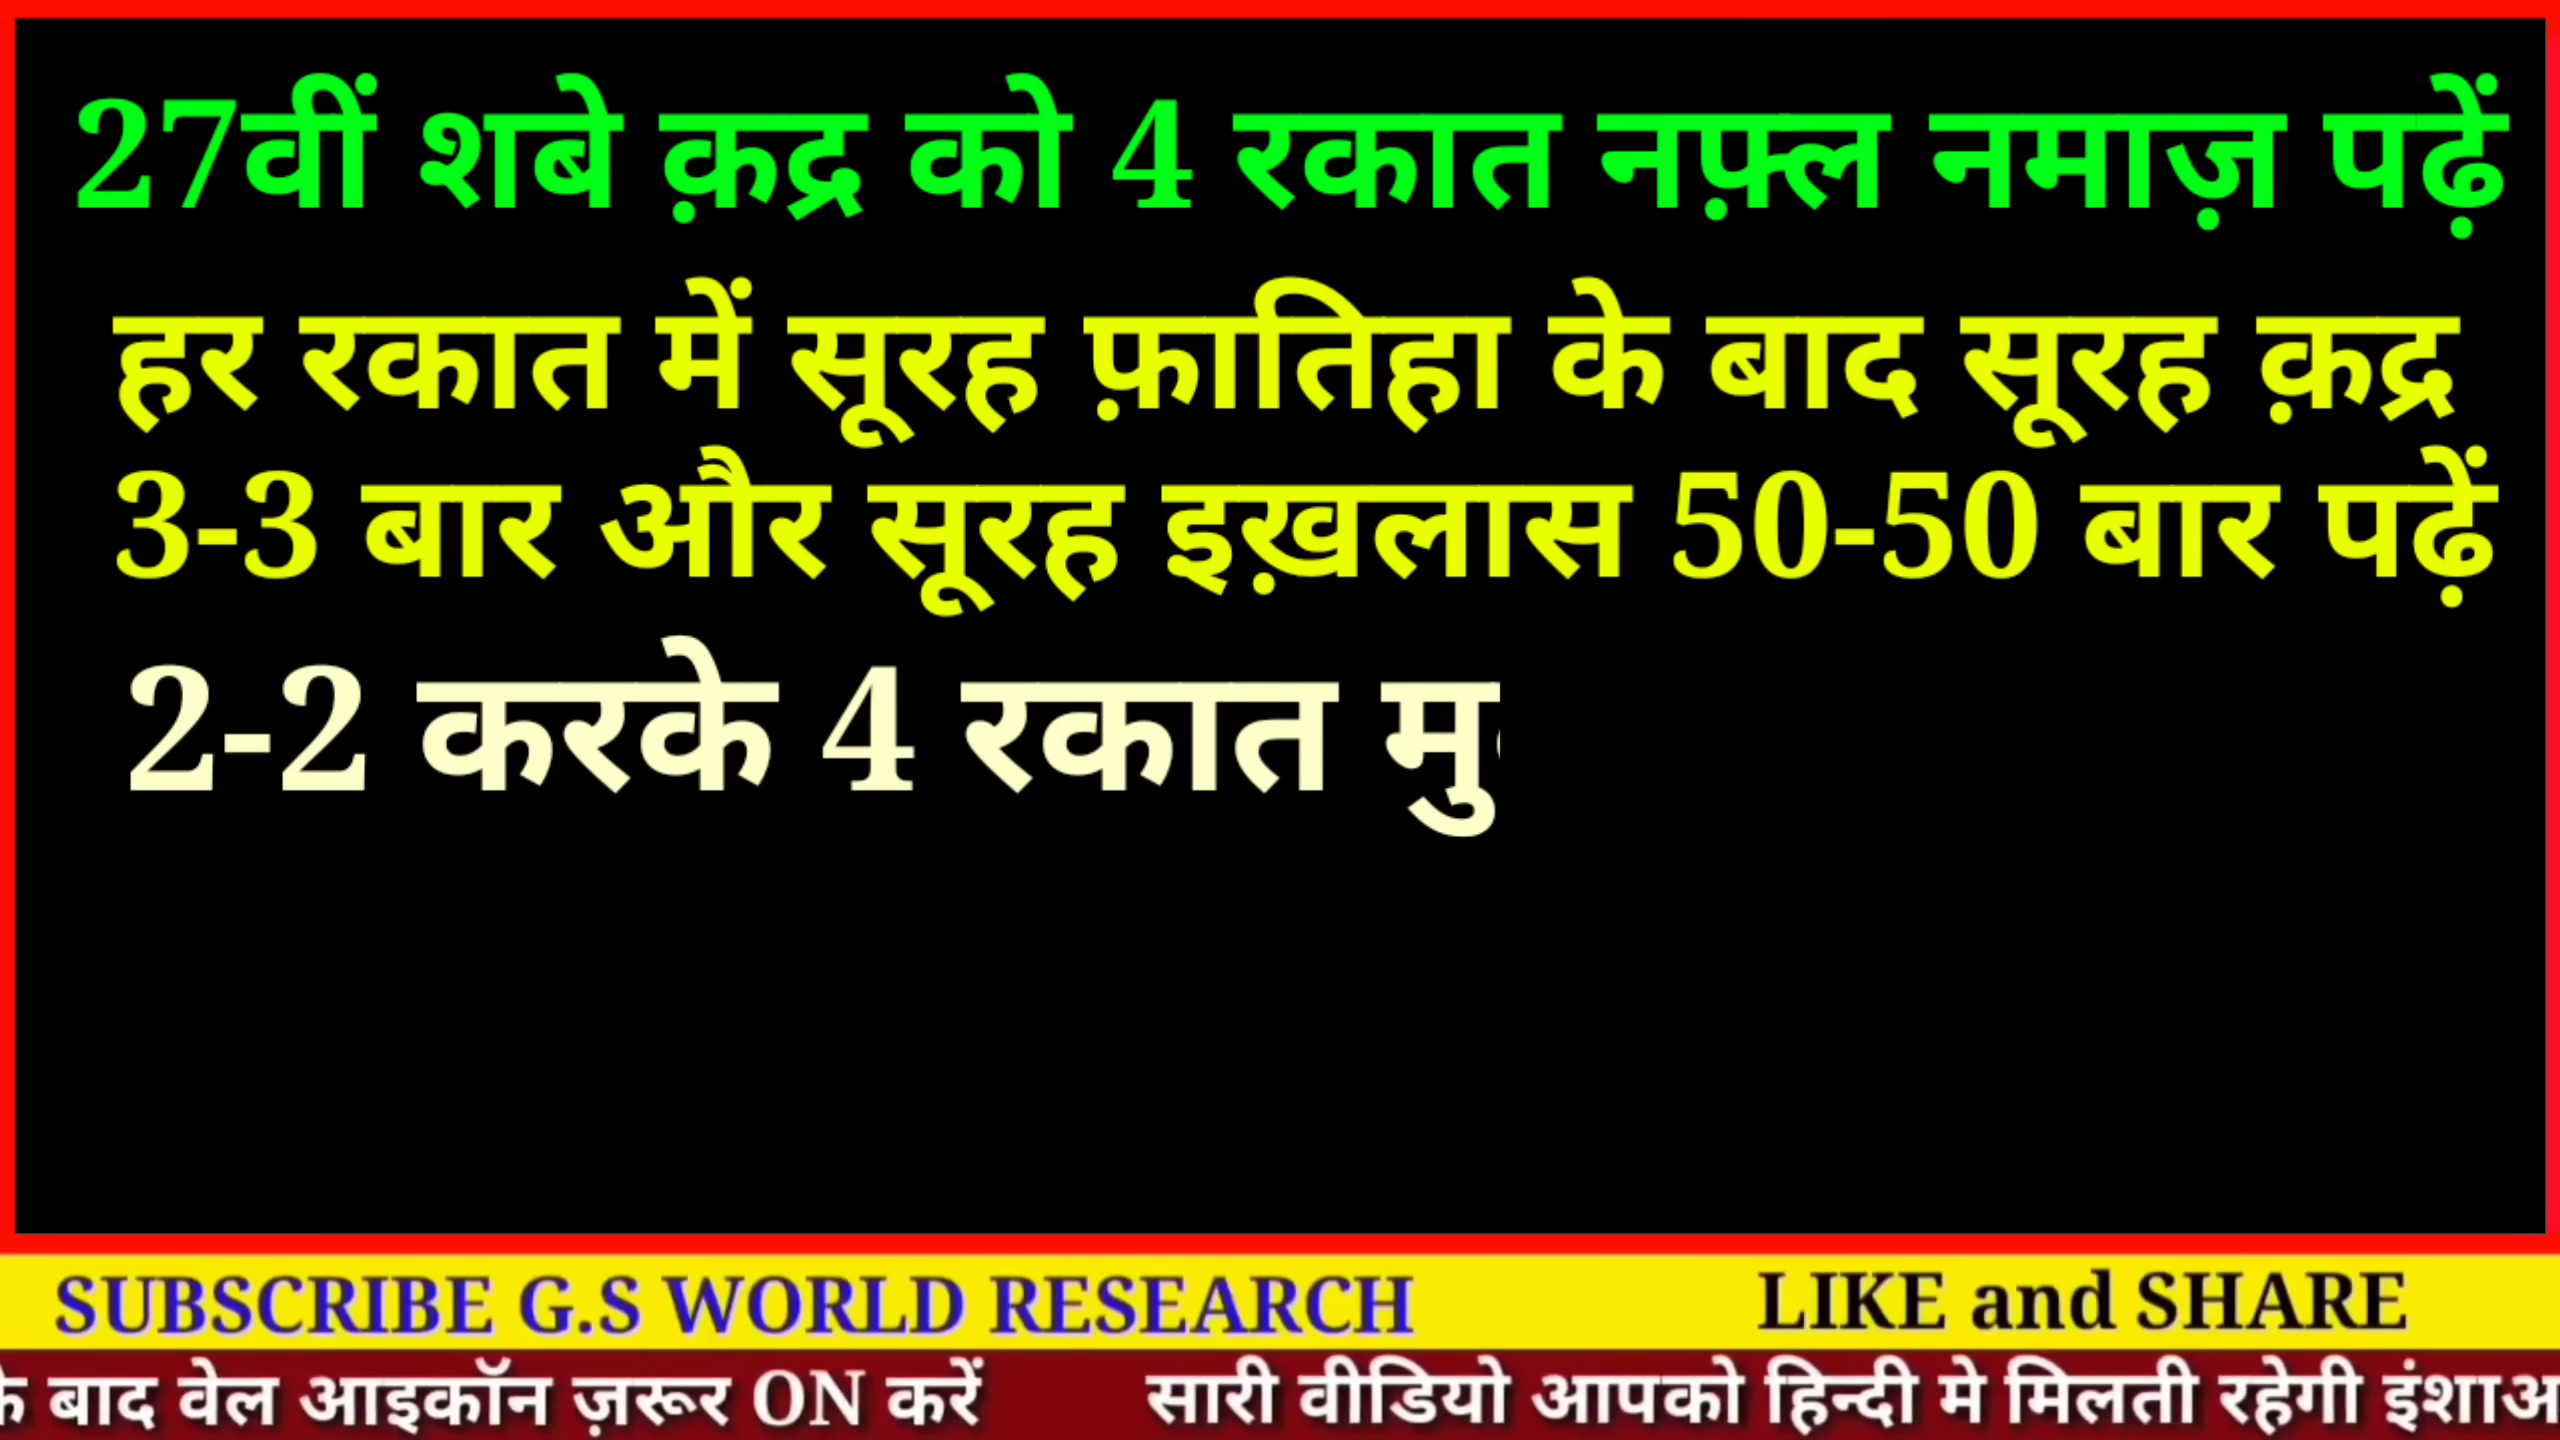 27वीं शबे क़द्र को 4 रकात नफ़्ल नमाज़ पढ़ें
हर रकात में सूरह फ़ातिहा के बाद सूरह क़द्र
3-3 बार और सूरह इख़लास 50-50 बार पढ़ें
2-2 करके 4 रकात
SUBSCRIBE G.S WORLD RESEARCH LIKE and SHARE
बाद वेल आइकॉन ज़रूर ON करें सारी वीडियो आपको हिन्दी मे मिलती रहेगी